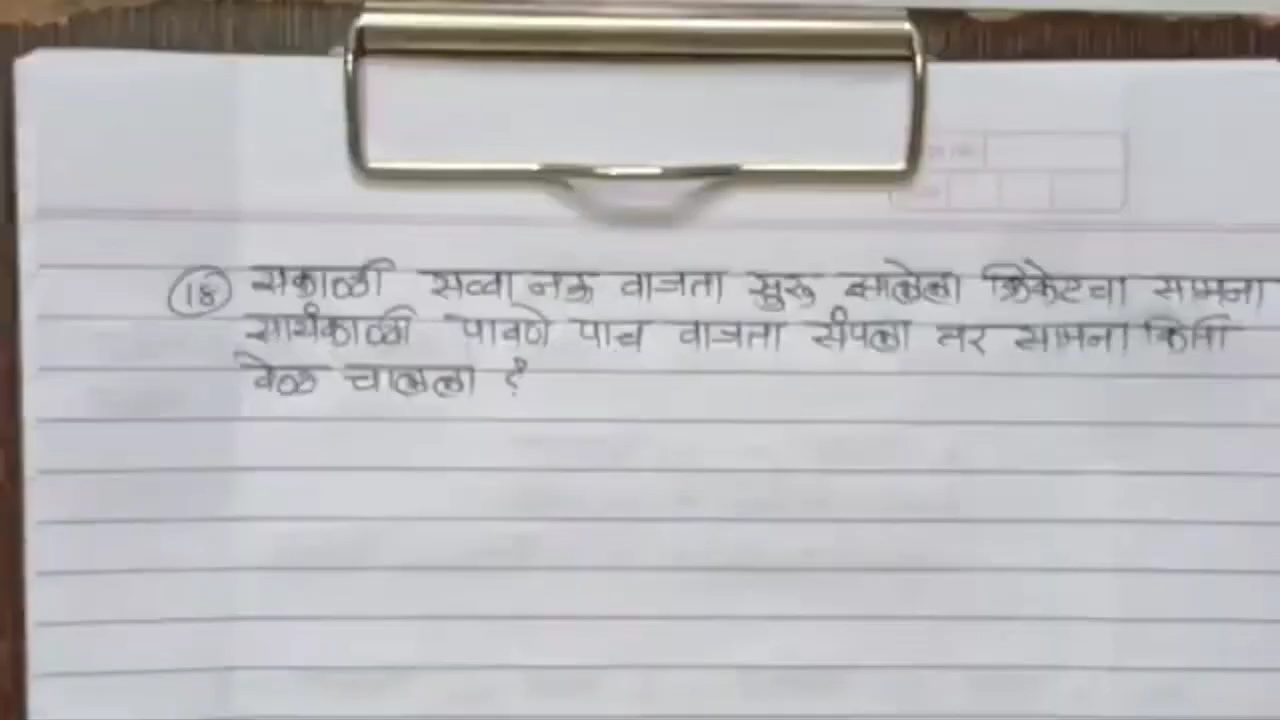 (18) सकाळी सव्वा नऊ वाजता सुरु झालेला क्रिकेटचा सामना
सायंकाळी पावणे पाच वाजता संपला तर सामना किती
वेळ चालला ?